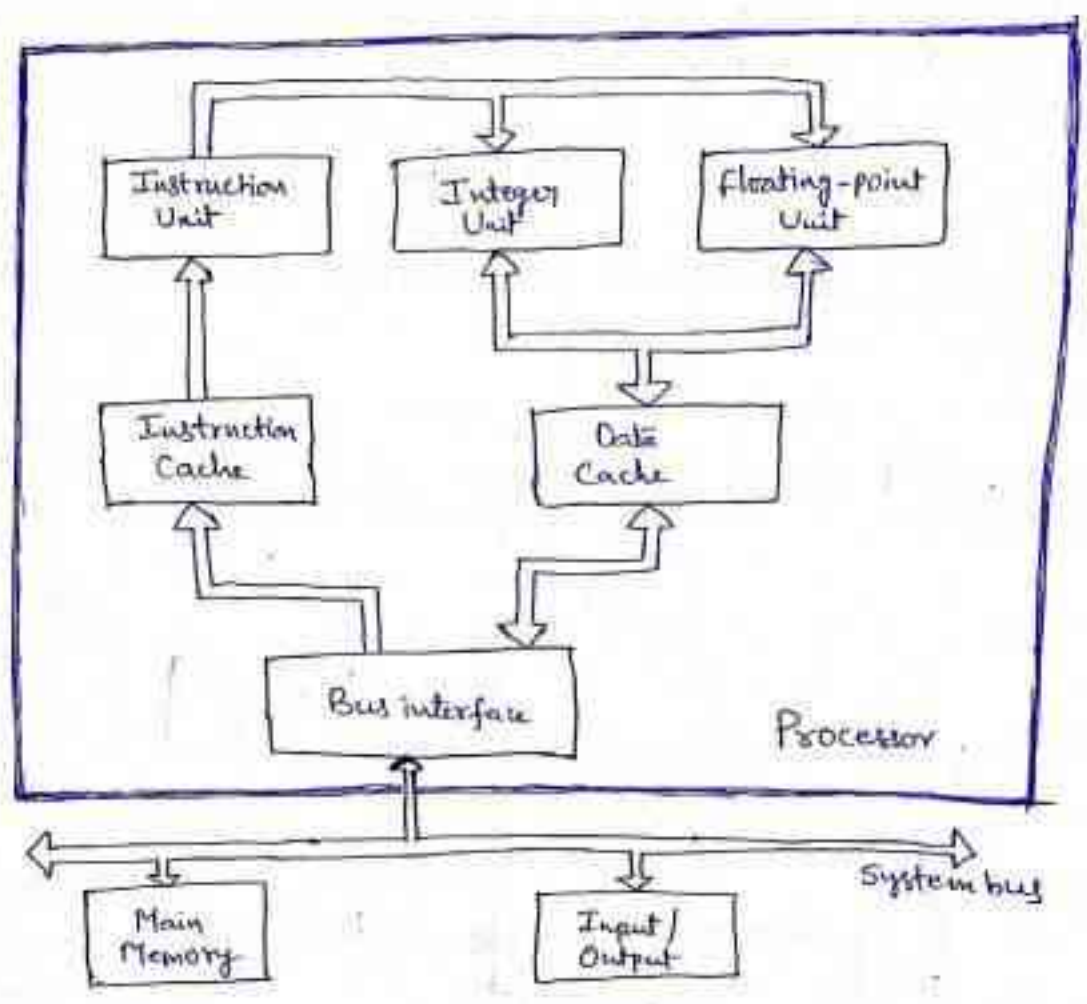 Instruction
Unit
Integer
Unit
Floating-point
Unit
Instruction
Cache
Data
Cache
Bus interface
Processor
System bus
Main
Memory
Input/
Output